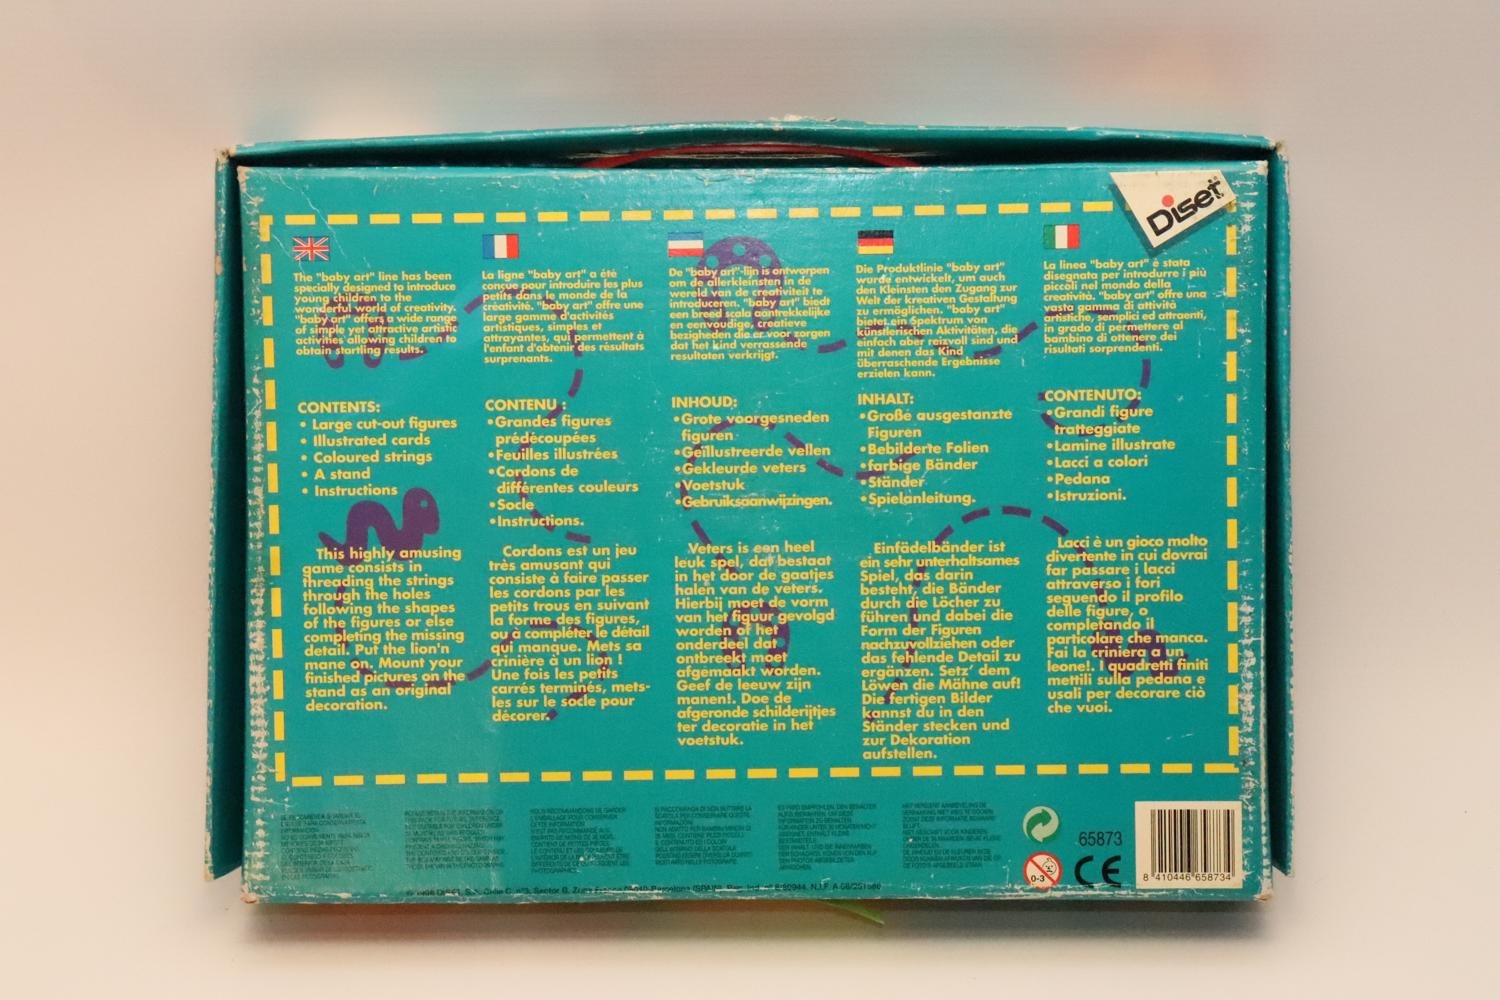 Diset
The "baby art" line has been
specially designed to introduce
young children to the
wonderful world of creativity.
"baby art" offers a wide range
of simple yet attractive artistic
activities allowing children to
obtain startling results.
CONTENTS:
• Large cut-out figures
• Illustrated cards
• Coloured strings
• A stand
• Instructions
This highly amusing
game consists in
threading the strings
through the holes
following the shapes
of the figures or else
completing the missing
detail. Put the lion'n
mane on. Mount your
finished pictures on the
stand as an original
decoration.
La ligne "baby art" a été
conçue pour introduire les plus
petits dans le monde de la
créativité. "baby art" offre une
large gamme d'activités
artistiques, simples et
attrayantes, qui permettent à
l'enfant d'obtenir des résultats
surprenants.
CONTENU :
•Grandes figures
prédécoupées
•Feuilles illustrées
•Cordons de
différentes couleurs
•Socle
•Instructions.
Cordons est un jeu
très amusant qui
consiste à faire passer
les cordons par les
petits trous en suivant
la forme des figures,
ou à compléter le détail
qui manque. Mets sa
crinière à un lion !
Une fois les petits
carrés terminés, mets-
les sur le socle pour
décorer.
De "baby art"-lijn is ontworpen
om de allerkleinsten in de
wereld van de creativiteit te
introduceren. "baby art" biedt
een breed scala aantrekkelijke
en eenvoudige, creatieve
bezigheden die er voor zorgen
dat het kind verrassende
resultaten verkrijgt.
INHOUD:
•Grote voorgesneden
figuren
•Geïllustreerde vellen
•Gekleurde veters
•Voetstuk
•Gebruiksaanwijzingen.
Veters is een heel
leuk spel, dat bestaat
in het door de gaatjes
halen van de veters.
Hierbij moet de vorm
van het figuur gevolgd
worden of het
onderdeel dat
ontbreekt moet
afgemaakt worden.
Geef de leeuw zijn
manen!. Doe de
afgeronde schilderijtjes
ter decoratie in het
voetstuk.
Die Produktlinie "baby art"
wurde entwickelt, um auch
den Kleinsten den Zugang zur
Welt der kreativen Gestaltung
zu ermöglichen. "baby art"
bietet ein Spektrum von
künstlerischen Aktivitäten, die
einfach aber reizvoll sind und
mit denen das Kind
überraschende Ergebnisse
erzielen kann.
INHALT:
•Große ausgestanzte
Figuren
•Bebilderte Folien
•farbige Bänder
•Ständer
•Spielanleitung.
Einfädelbänder ist
ein sehr unterhaltsames
Spiel, das darin
besteht, die Bänder
durch die Löcher zu
führen und dabei die
Form der Figuren
nachzuvollziehen oder
das fehlende Detail zu
ergänzen. Setz' dem
Löwen die Mähne auf!
Die fertigen Bilder
kannst du in den
Ständer stecken und
zur Dekoration
aufstellen.
La linea "baby art" è stata
disegnata per introdurre i più
piccoli nel mondo della
creatività. "baby art" offre una
vasta gamma di attività
artistiche, semplici ed attraenti,
in grado di permettere al
bambino di ottenere dei
risultati sorprendenti.
CONTENUTO:
•Grandi figure
tratteggiate
•Lamine illustrate
•Lacci a colori
•Pedana
•Istruzioni.
Lacci è un gioco molto
divertente in cui dovrai
far passare i lacci
attraverso i fori
seguendo il profilo
delle figure, o
completando il
particolare che manca.
Fai la criniera a un
leone!. I quadretti finiti
mettili sulla pedana e
usali per decorare ciò
che vuoi.
65873
0-3
CE
8 410446 658734